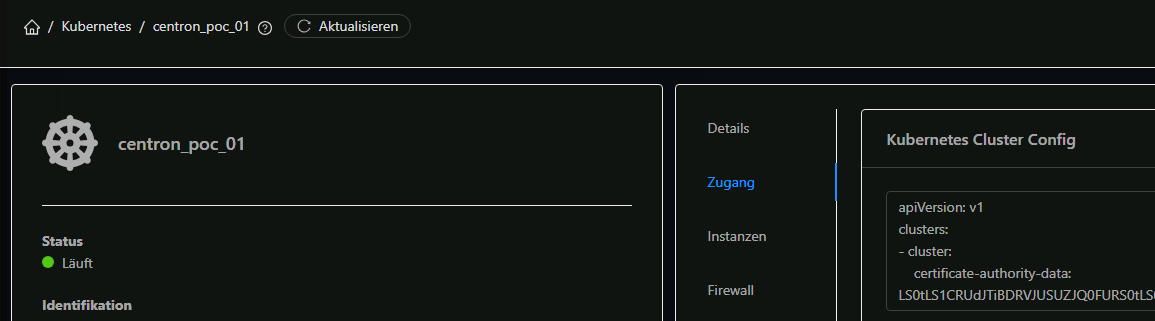 / Kubernetes / centron_poc_01 ? Aktualisieren
centron_poc_01
Status
Läuft
Identifikation
Details
Zugang
Instanzen
Firewall
Kubernetes Cluster Config
apiVersion: v1
clusters:
- cluster:
certificate-authority-data:
LS0tLS1CRUdJTiBDRVJUSUZJQ0FURS0tLS0